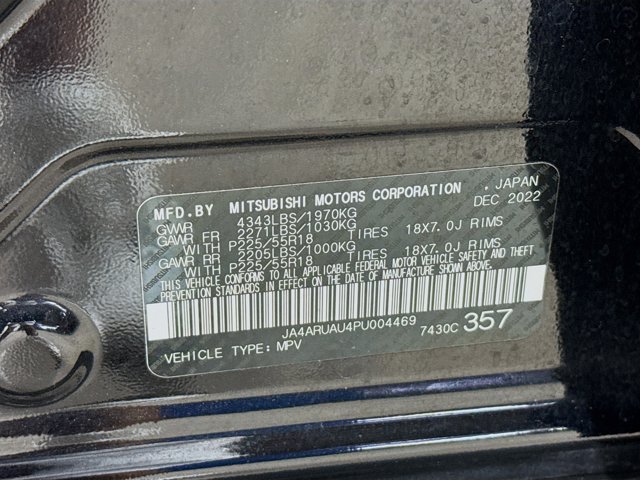 MFD.BY MITSUBISHI MOTORS CORPORATION . JAPAN
GVWR 4343LBS/1970KG DEC 2022
GAWR FR 2271LBS/1030KG
WITH P225/55R18 TIRES 18X7.0J RIMS
GAWR RR 2205LBS/1000KG
WITH P225/55R18 TIRES 18X7.0J RIMS
THIS VEHICLE CONFORMS TO ALL APPLICABLE FEDERAL MOTOR VEHICLE SAFETY AND THEFT
PREVENTION STANDARDS IN EFFECT ON THE DATE OF MANUFACTURE SHOWN ABOVE.
JA4ARUAU4PU004469 7430C 357
VEHICLE TYPE: MPV